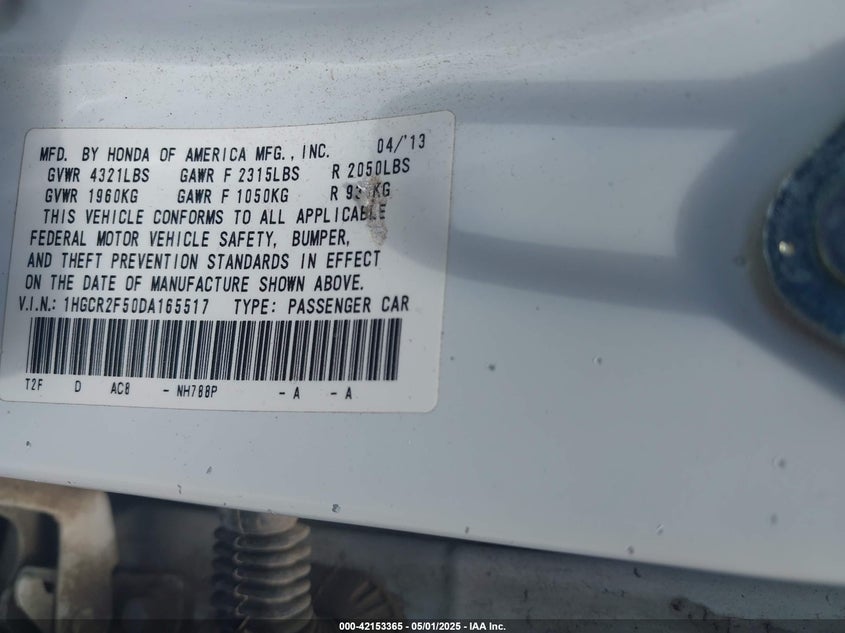 MFD. BY HONDA OF AMERICA MFG., INC. 04/'13
GVWR 4321LBS GAWR F 2315LBS R 2050LBS
GVWR 1960KG GAWR F 1050KG R KG
THIS VEHICLE CONFORMS TO ALL APPLICABLE
FEDERAL MOTOR VEHICLE SAFETY, BUMPER,
AND THEFT PREVENTION STANDARDS IN EFFECT
ON THE DATE OF MANUFACTURE SHOWN ABOVE.
V.I.N.: 1HGCR2F50DA165517 TYPE: PASSENGER CAR
T2F D AC8 - NH788P - A - A
000-42153365 - 05/01/2025 - IAA Inc.